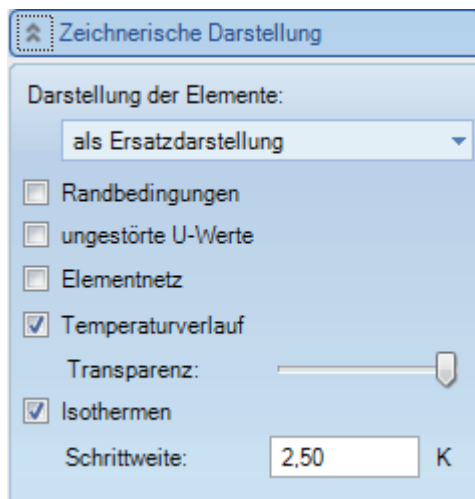 Zeichnerische Darstellung
Darstellung der Elemente:
als Ersatzdarstellung
Randbedingungen
ungestörte U-Werte
Elementnetz
Temperaturverlauf
Transparenz:
Isothermen
Schrittweite: 2,50 K